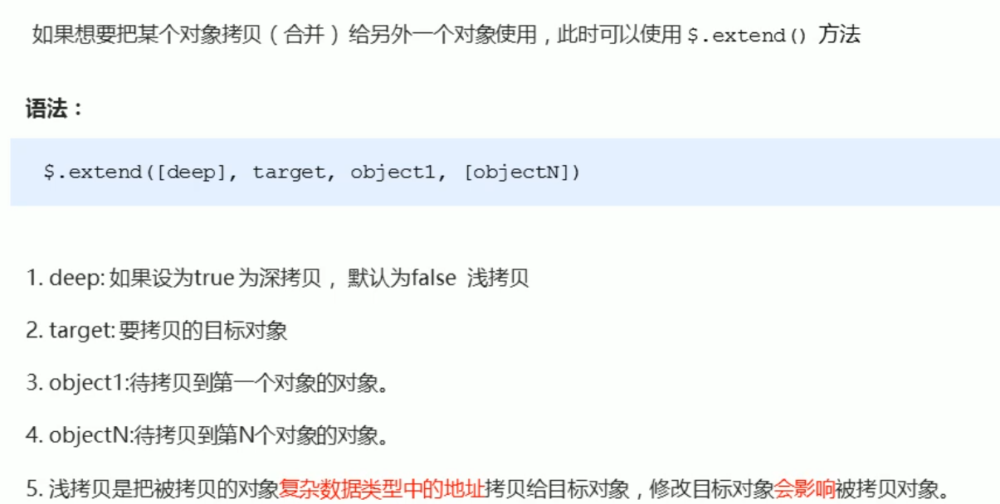 如果想要把某个对象拷贝（合并）给另外一个对象使用，此时可以使用 $.extend() 方法
语法：
$.extend([deep], target, object1, [objectN])
1. deep: 如果设为true 为深拷贝， 默认为false 浅拷贝
2. target: 要拷贝的目标对象
3. object1:待拷贝到第一个对象的对象。
4. objectN:待拷贝到第N个对象的对象。
5. 浅拷贝是把被拷贝的对象复杂数据类型中的地址拷贝给目标对象，修改目标对象会影响被拷贝对象。